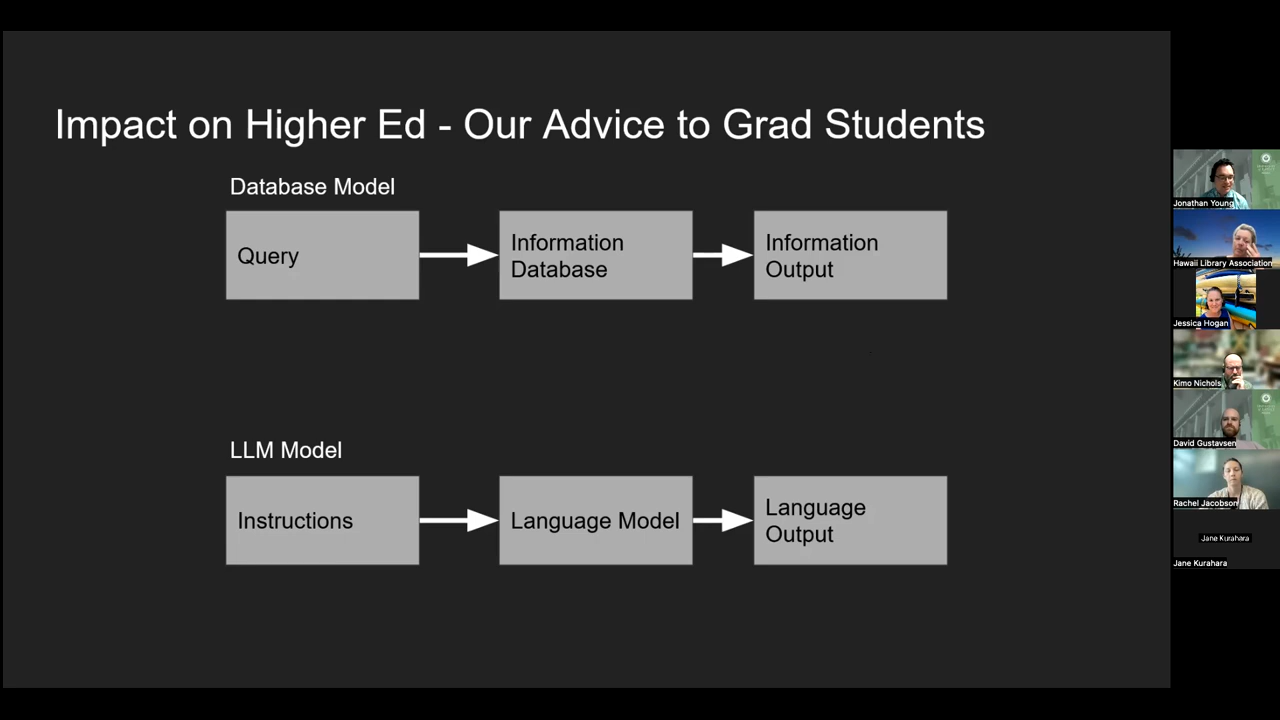 Impact on Higher Ed - Our Advice to Grad Students
Database Model
Query
Information
Database
Information
Output
LLM Model
Instructions
Language Model
Language
Output
Jonathan Young
Hawaii Library Association
Jessica Hogan
Kimo Nichols
David Gustavsen
Rachel Jacobson
Jane Kurahara
Jane Kurahara